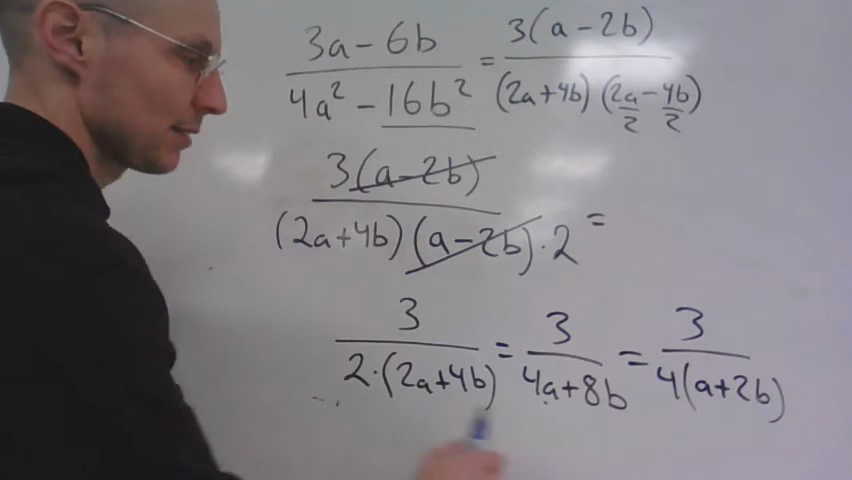 (3a - 6b)/(4a² - 16b²) = 3(a - 2b)/((2a+4b)(2a/2 - 4b/2))
3(a - 2b)/((2a+4b)(a - 2b)·2) =
3/(2·(2a+4b)) = 3/(4a+8b) = 3/(4(a+2b))